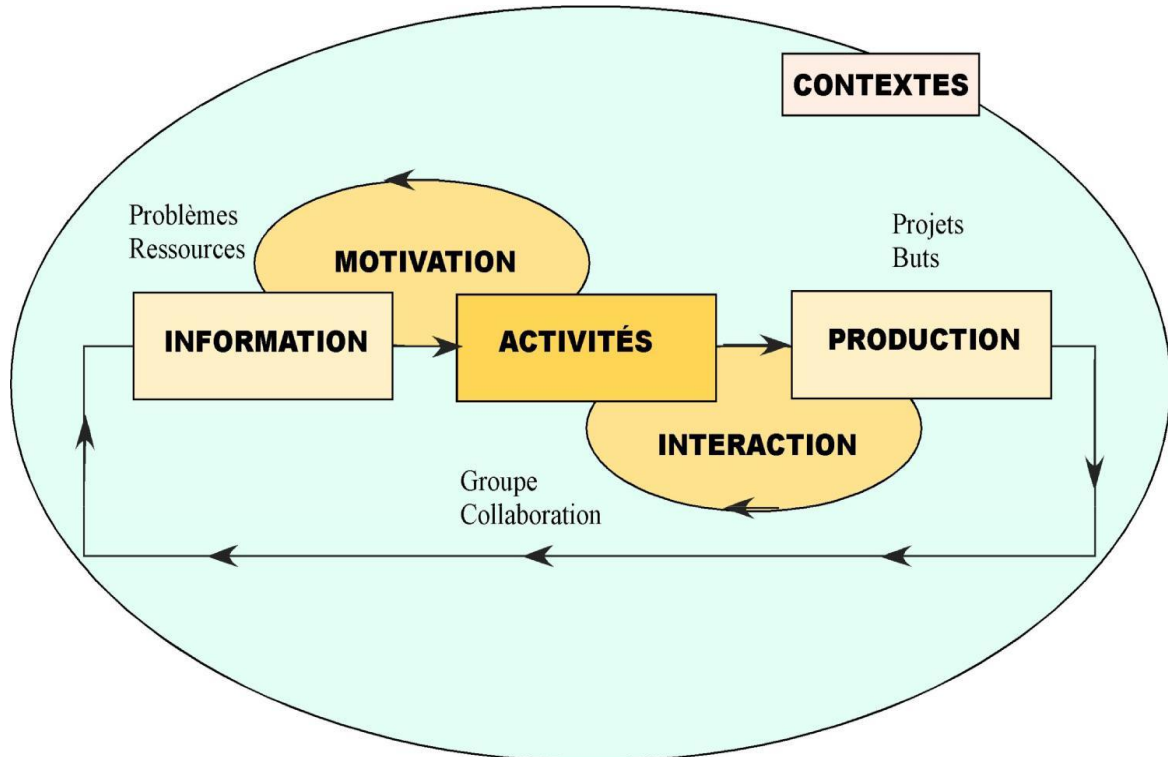 CONTEXTES
Problèmes
Ressources
Projets
Buts
MOTIVATION
INFORMATION
ACTIVITÉS
PRODUCTION
INTERACTION
Groupe
Collaboration